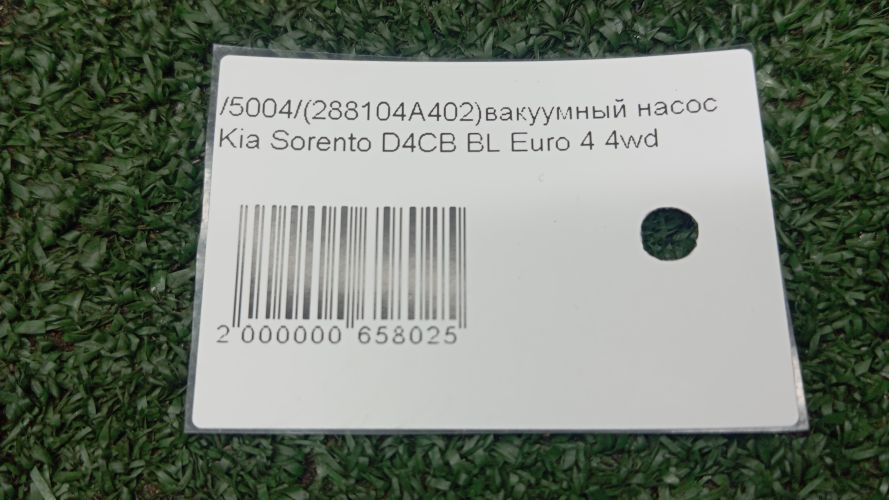 /5004/(288104A402)вакуумный насос
Kia Sorento D4CB BL Euro 4 4wd
2 000000 658025